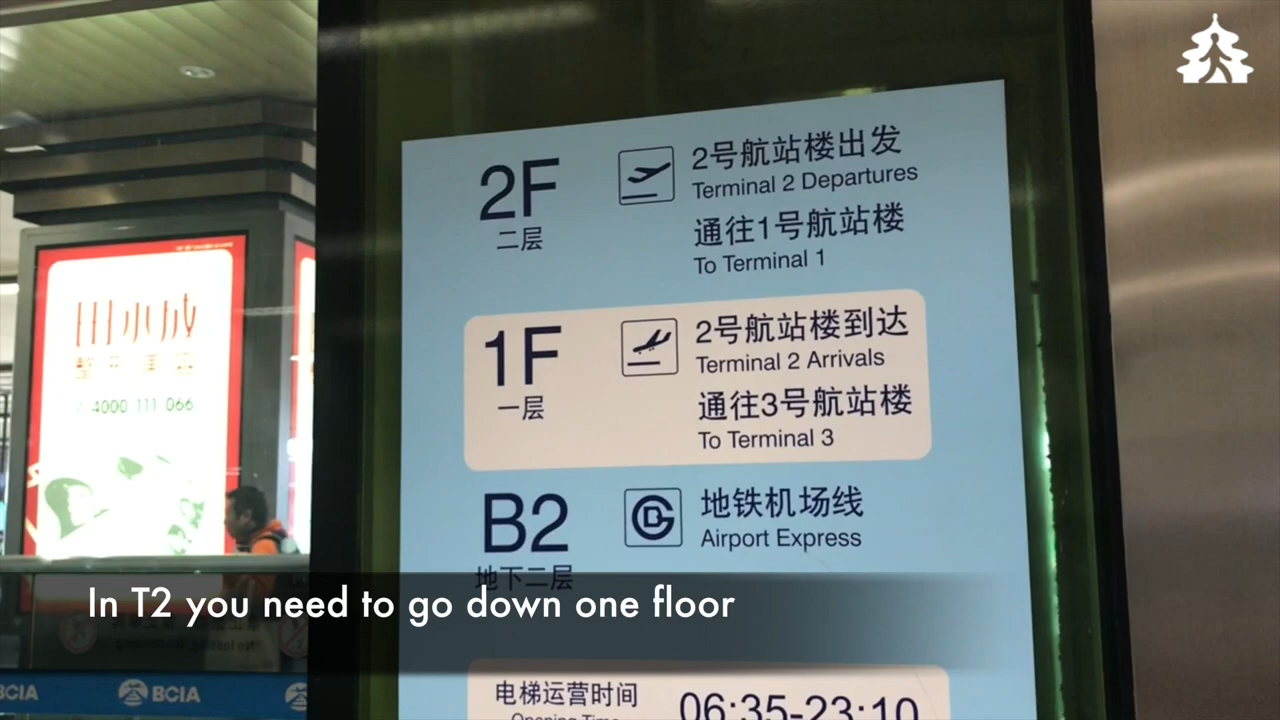 2F
二层
2号航站楼出发
Terminal 2 Departures
通往1号航站楼
To Terminal 1
1F
一层
2号航站楼到达
Terminal 2 Arrivals
通往3号航站楼
To Terminal 3
B2
地下二层
地铁机场线
Airport Express
In T2 you need to go down one floor
电梯运营时间
Opening Time
06:35-23:10
4000 111 066
BCIA
BCIA